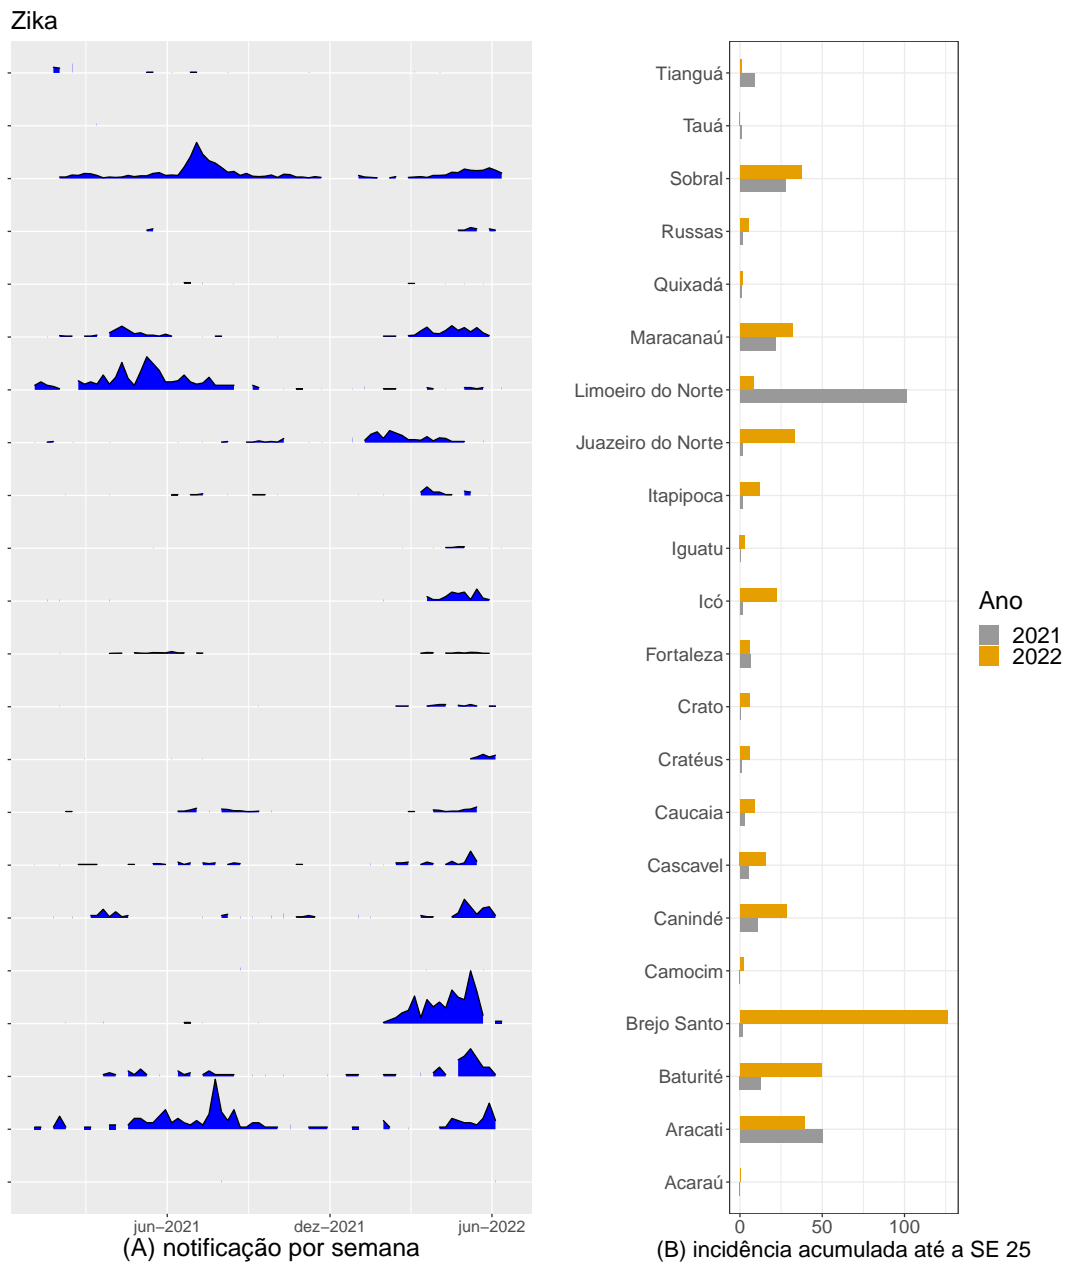 Zika
Tianguá
Tauá
Sobral
Russas
Quixadá
Maracanaú
Limoeiro do Norte
Juazeiro do Norte
Itapipoca
Iguatu
Icó
Fortaleza
Crato
Cratéus
Caucaia
Cascavel
Canindé
Camocim
Brejo Santo
Baturité
Aracati
Acaraú
Ano
2021
2022
jun–2021 dez–2021 jun–2022
(A) notificação por semana
0 50 100
(B) incidência acumulada até a SE 25